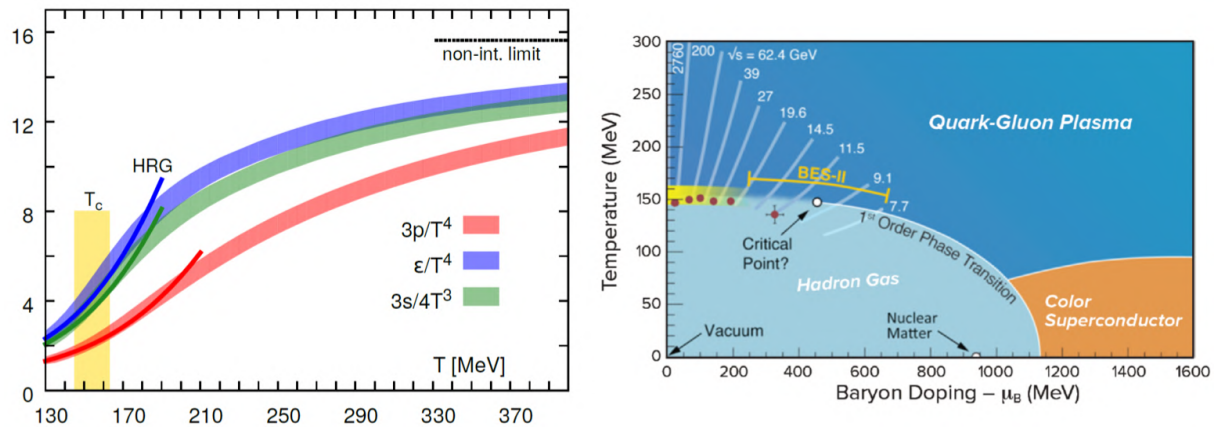 16
12
8
4
0
non-int. limit
HRG
Tc
3p/T⁴
ε/T⁴
3s/4T³
T [MeV]
130 170 210 250 290 330 370
Temperature (MeV)
300
250
200
150
100
50
0
2760
200
√s = 62.4 GeV
39
27
19.6
14.5
11.5
9.1
7.7
BES-II
Quark-Gluon Plasma
Critical
Point?
1st Order Phase Transition
Hadron Gas
Color
Superconductor
Vacuum
Nuclear
Matter
0 200 400 600 800 1000 1200 1400 1600
Baryon Doping – μB (MeV)